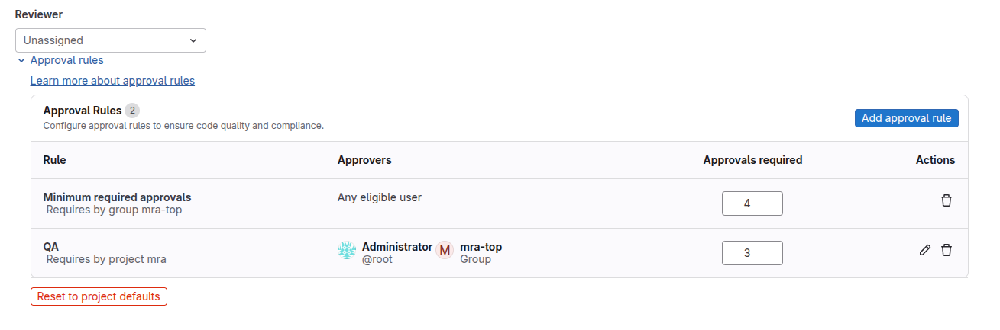 Reviewer
Unassigned
Approval rules
Learn more about approval rules
Approval Rules 2
Configure approval rules to ensure code quality and compliance.
Add approval rule
Rule Approvers Approvals required Actions
Minimum required approvals Any eligible user 4
Requires by group mra-top
QA Administrator M mra-top 3
Requires by project mra @root Group
Reset to project defaults